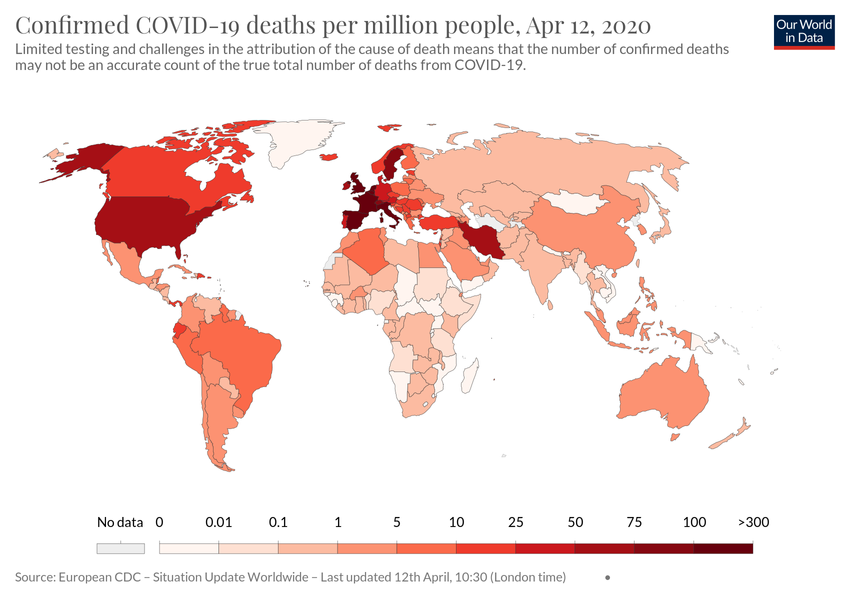 Confirmed COVID-19 deaths per million people, Apr 12, 2020
Limited testing and challenges in the attribution of the cause of death means that the number of confirmed deaths
may not be an accurate count of the true total number of deaths from COVID-19.
Our World
in Data
No data 0 0.01 0.1 1 5 10 25 50 75 100 >300
Source: European CDC – Situation Update Worldwide – Last updated 12th April, 10:30 (London time) •